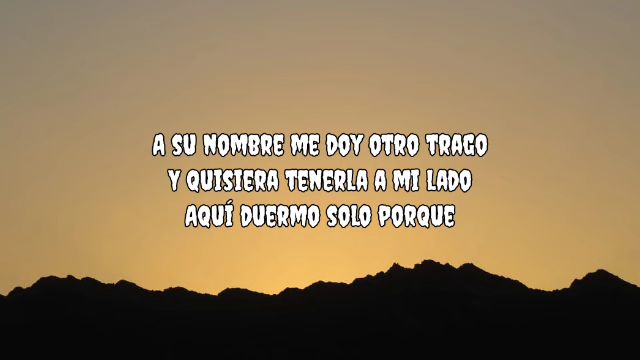 A SU NOMBRE ME DOY OTRO TRAGO
Y QUISIERA TENERLA A MI LADO
AQUÍ DUERMO SOLO PORQUE